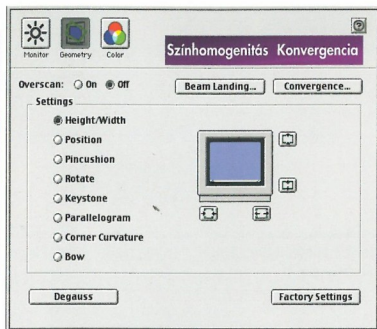 Monitor Geometry Color
Színhomogenitás Konvergencia
Overscan: On Off
Beam Landing... Convergence...
Settings
Height/Width
Position
Pincushion
Rotate
Keystone
Parallelogram
Corner Curvature
Bow
Degauss
Factory Settings